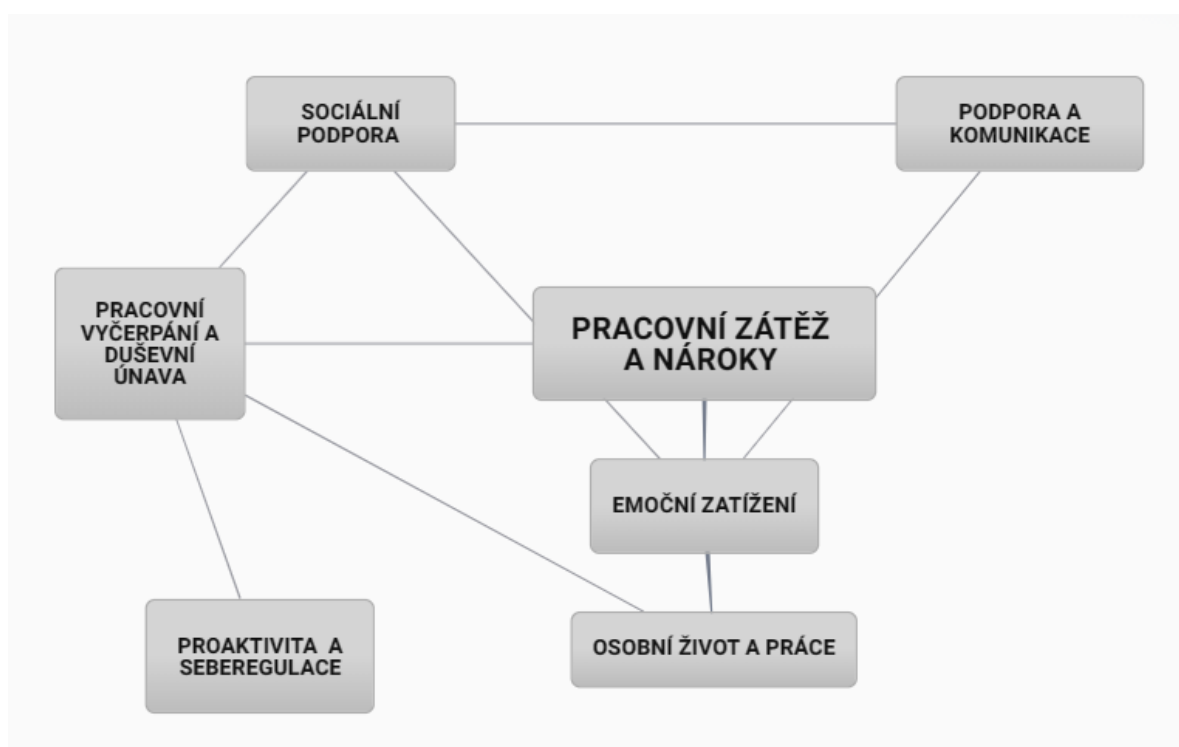 SOCIÁLNÍ
PODPORA
PODPORA A
KOMUNIKACE
PRACOVNÍ
VYČERPÁNÍ A
DUŠEVNÍ
ÚNAVA
PRACOVNÍ ZÁTĚŽ
A NÁROKY
EMOČNÍ ZATÍŽENÍ
PROAKTIVITA A
SEBEREGULACE
OSOBNÍ ŽIVOT A PRÁCE